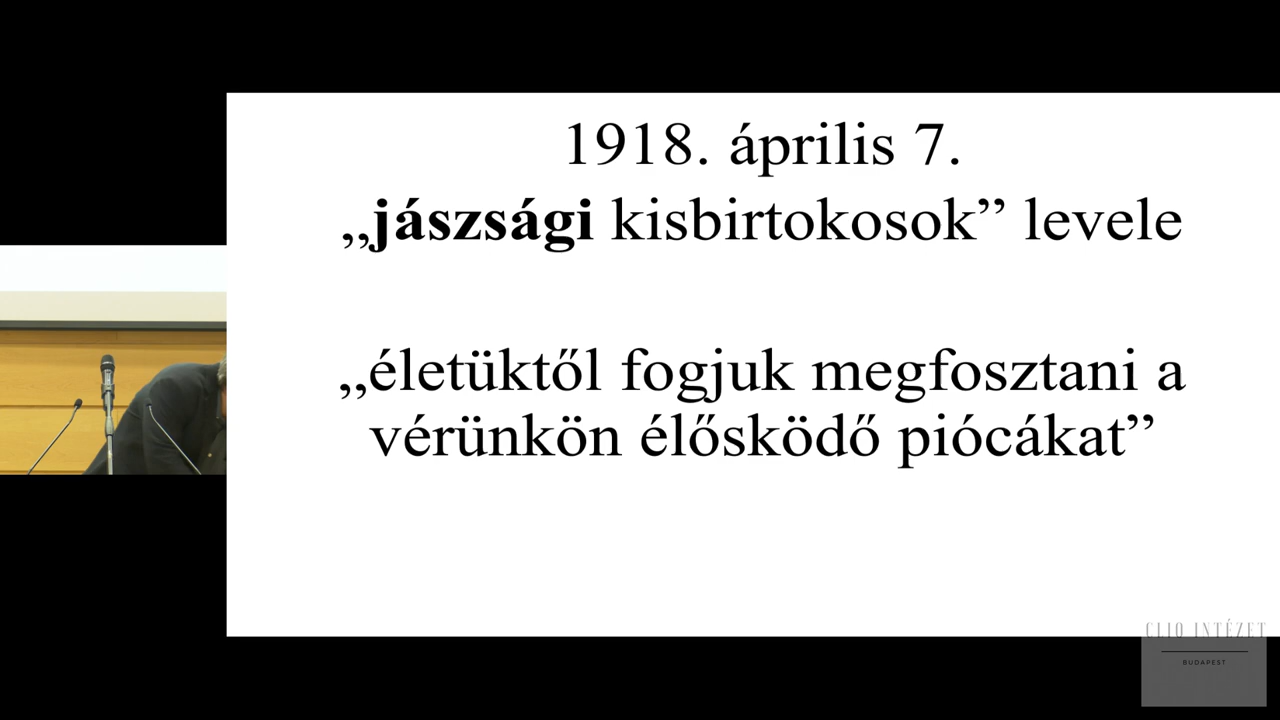 1918. április 7.
„jászsági kisbirtokosok” levele
„életüktől fogjuk megfosztani a
vérünkön élősködő piócákat”
CLIO INTÉZET
BUDAPEST